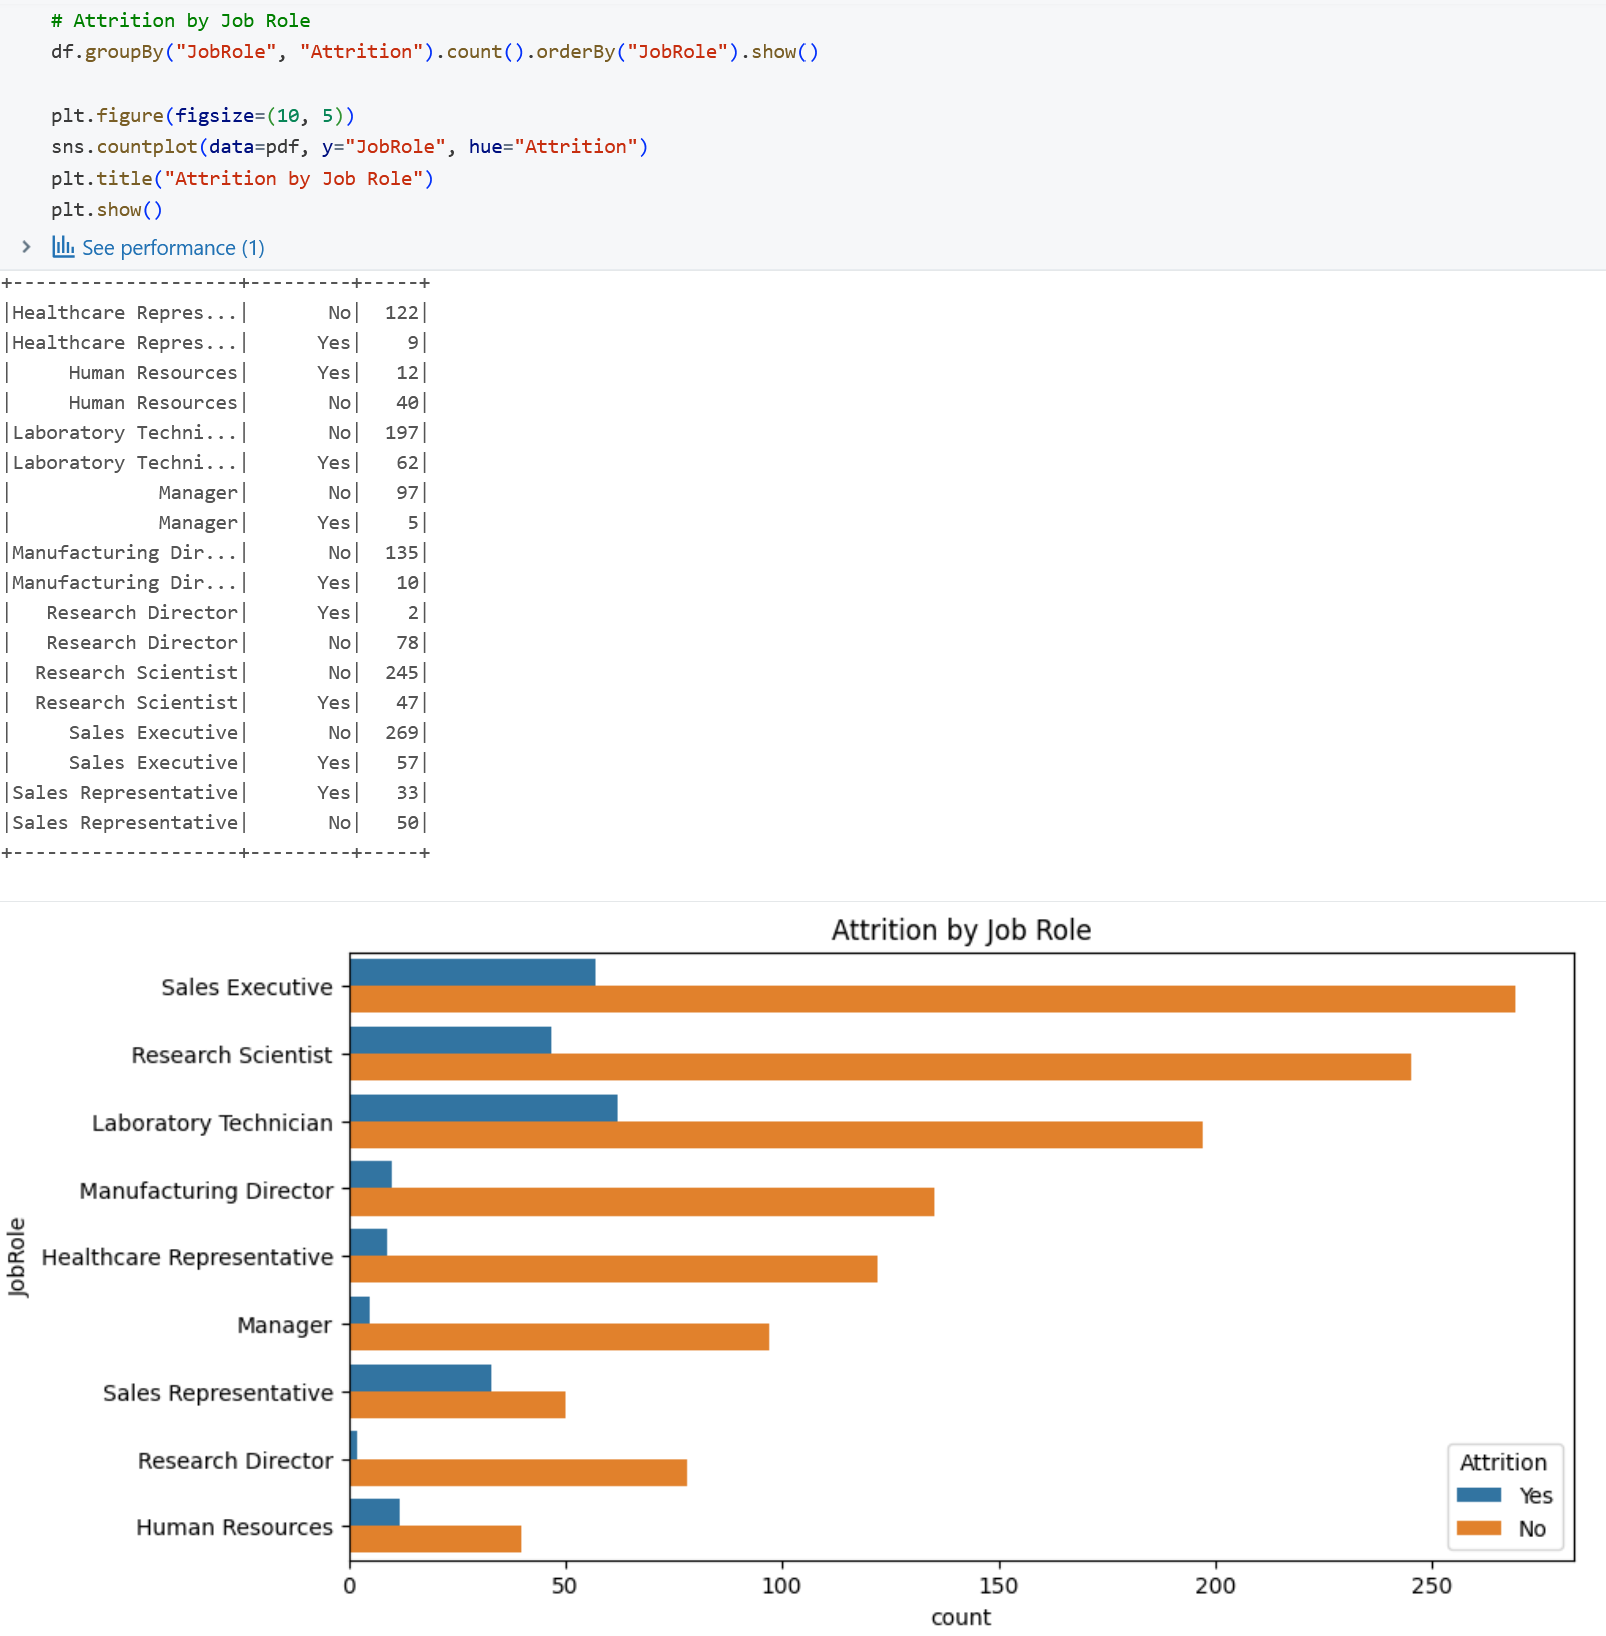 # Attrition by Job Role
df.groupBy("JobRole", "Attrition").count().orderBy("JobRole").show()
plt.figure(figsize=(10, 5))
sns.countplot(data=pdf, y="JobRole", hue="Attrition")
plt.title("Attrition by Job Role")
plt.show()
See performance (1)
+--------------------+---------+-----+
|Healthcare Repres...|       No|  122|
|Healthcare Repres...|      Yes|    9|
|     Human Resources|      Yes|   12|
|     Human Resources|       No|   40|
|Laboratory Techni...|       No|  197|
|Laboratory Techni...|      Yes|   62|
|             Manager|       No|   97|
|             Manager|      Yes|    5|
|Manufacturing Dir...|       No|  135|
|Manufacturing Dir...|      Yes|   10|
|   Research Director|      Yes|    2|
|   Research Director|       No|   78|
|  Research Scientist|       No|  245|
|  Research Scientist|      Yes|   47|
|     Sales Executive|       No|  269|
|     Sales Executive|      Yes|   57|
|Sales Representative|      Yes|   33|
|Sales Representative|       No|   50|
+--------------------+---------+-----+
Attrition by Job Role
JobRole
Sales Executive
Research Scientist
Laboratory Technician
Manufacturing Director
Healthcare Representative
Manager
Sales Representative
Research Director
Human Resources
Attrition
Yes
No
0 50 100 150 200 250
count